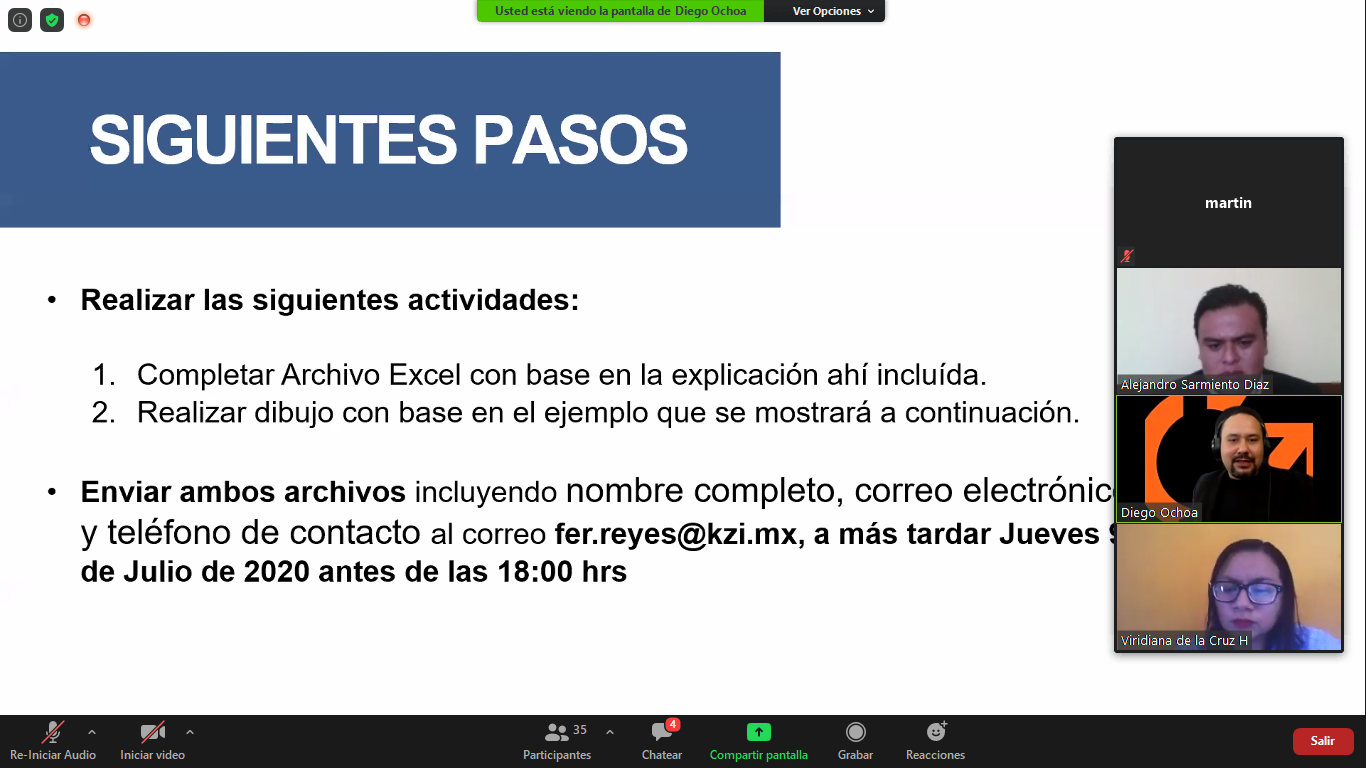 Usted está viendo la pantalla de Diego Ochoa
Ver Opciones
SIGUIENTES PASOS
• Realizar las siguientes actividades:
1. Completar Archivo Excel con base en la explicación ahí incluída.
2. Realizar dibujo con base en el ejemplo que se mostrará a continuación.
• Enviar ambos archivos incluyendo nombre completo, correo electrónic
y teléfono de contacto al correo fer.reyes@kzi.mx, a más tardar Jueves 9
de Julio de 2020 antes de las 18:00 hrs
martin
Alejandro Sarmiento Diaz
Diego Ochoa
Viridiana de la Cruz H
Re-Iniciar Audio
Iniciar video
35
Participantes
4
Chatear
Compartir pantalla
Grabar
Reacciones
Salir